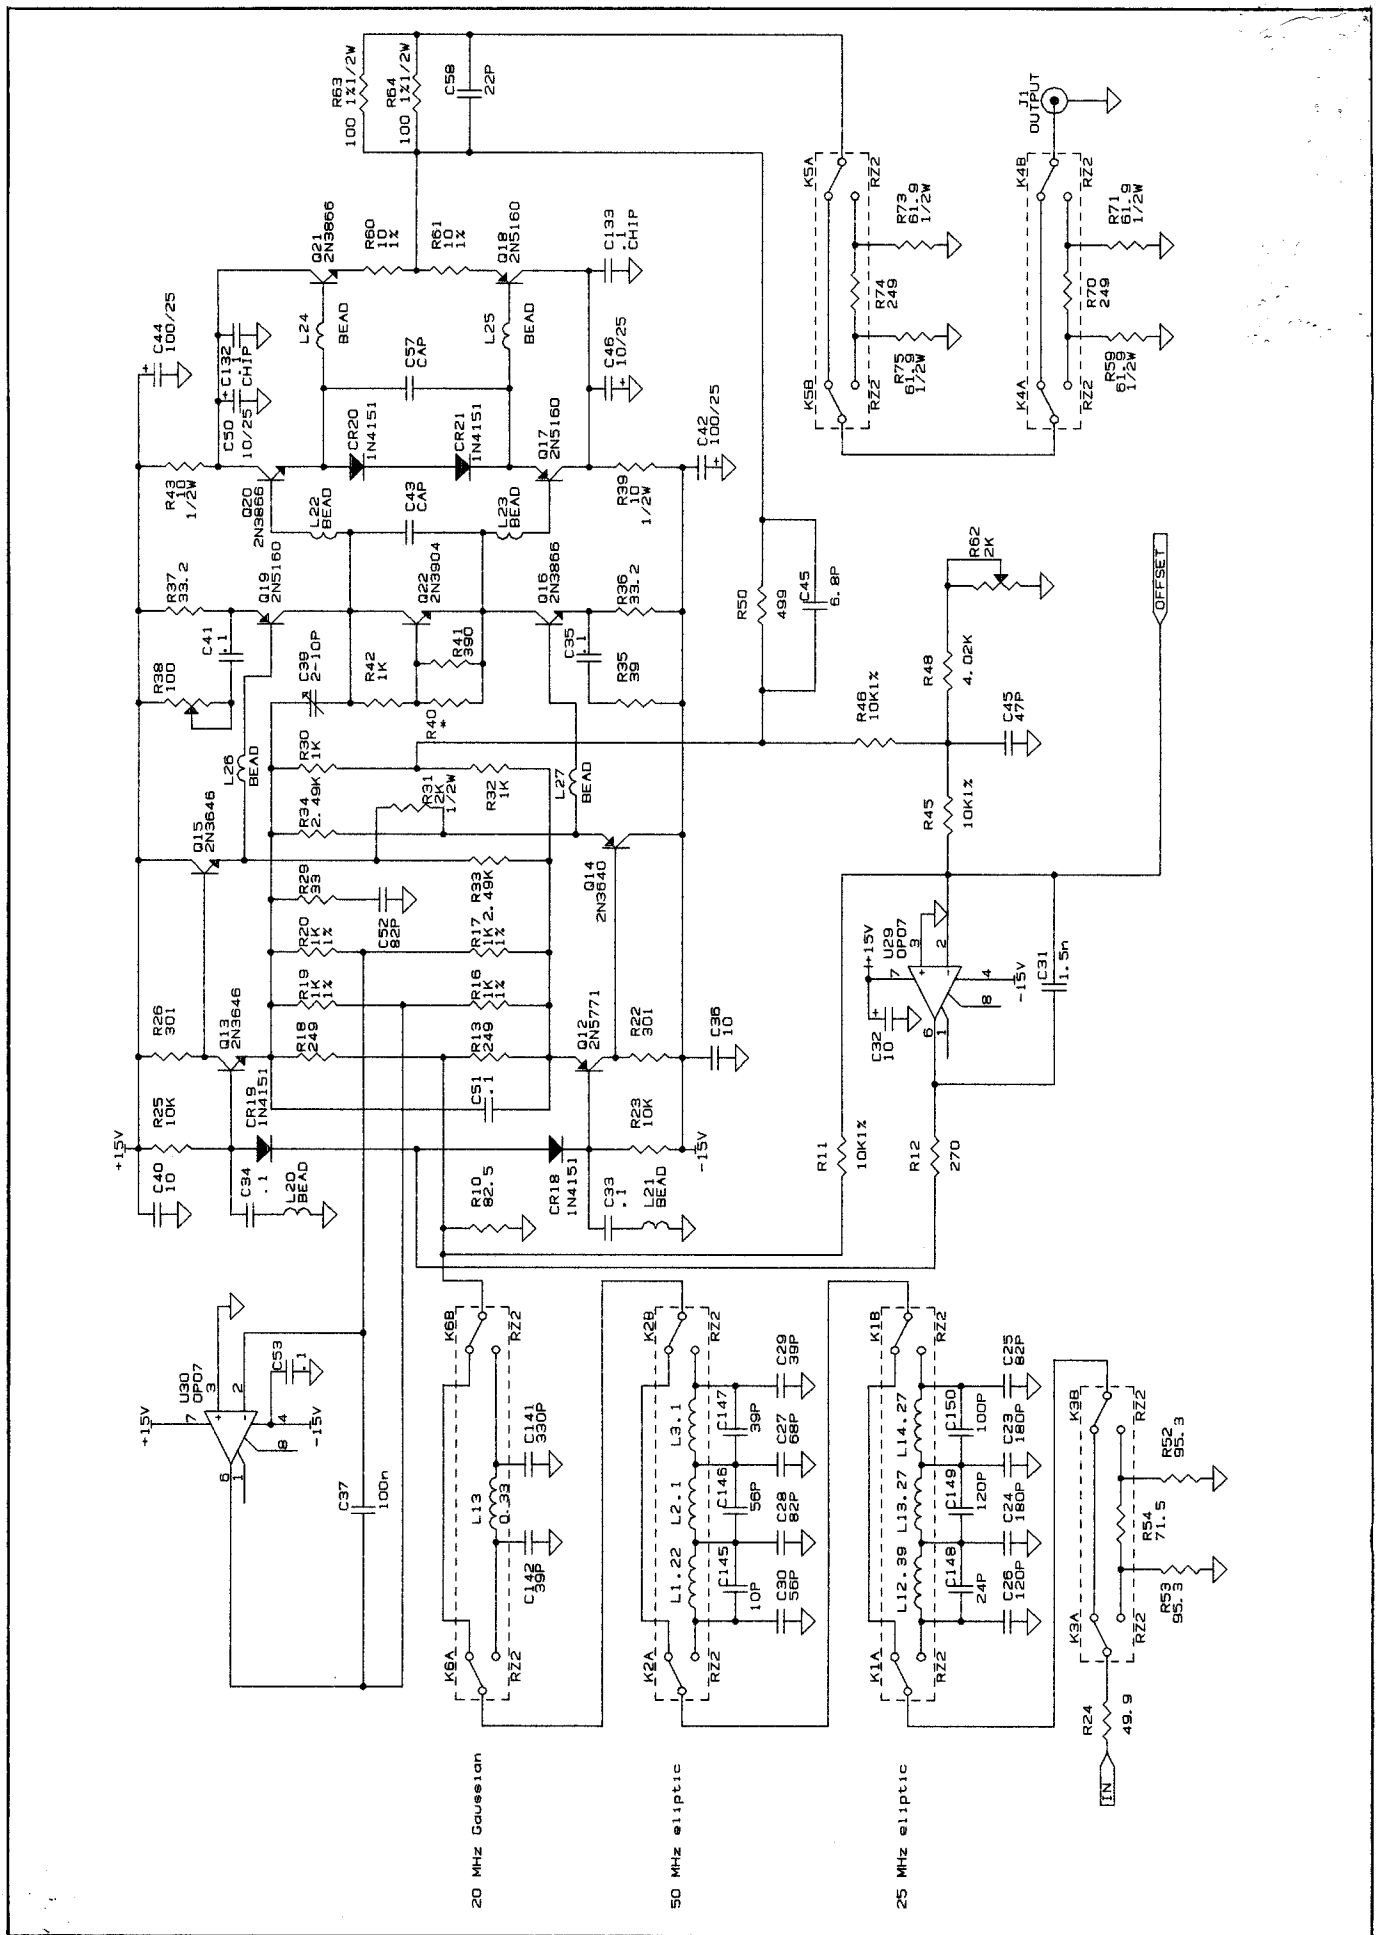 R63
100 1%1/2W
R64
100 1%1/2W
C58
22P
J1
OUTPUT
K5A
RZ2
K4B
RZ2
R73
61.9
1/2W
R71
61.9
1/2W
R74
249
R70
249
R75
61.9
1/2W
R59
61.9
1/2W
K5B
RZ2
K4A
RZ2
Q21
2N3866
R60
10
1%
R61
10
1%
Q18
2N5160
C133
.1
CHIP
L24
BEAD
L25
BEAD
C44
100/25
C132
.1
CHIP
C50
10/25
C57
CAP
C46
10/25
CR20
1N4151
CR21
1N4151
Q17
2N5160
C42
100/25
R43
10
1/2W
Q20
2N3866
L22
BEAD
C43
CAP
L23
BEAD
R39
10
1/2W
R37
33.2
Q19
2N5160
Q22
2N3904
Q16
2N3866
R36
33.2
R38
100
C41
.1
C39
2-10P
R42
1K
R41
390
R40
*
C35
.1
R35
39
R50
499
C45
6.8P
R62
2K
OFFSET
R48
4.02K
R46
10K1%
C45
47P
R45
10K1%
L26
BEAD
R30
1K
R34
2.49K
R31
2K
1/2W
R32
1K
L27
BEAD
Q15
2N3646
R29
33
C52
82P
R33
2.49K
Q14
2N3640
R20
1K
1%
R17
1K
1%
R19
1K
1%
R16
1K
1%
R26
301
Q13
2N3646
R18
249
R13
249
Q12
2N5771
R22
301
C36
10
+15V
U29
OP07
7
3
2
6
1
4
8
-15V
C32
10
C31
1.5n
+15V
R25
10K
CR19
1N4151
C51
.1
R23
10K
-15V
C40
10
C34
.1
L20
BEAD
R10
82.5
CR18
1N4151
C33
.1
L21
BEAD
R11
10K1%
R12
270
+15V
U30
OP07
7
3
2
6
1
4
8
-15V
C53
.1
C37
100n
K6B
RZ2
L13
0.33
C141
330P
C142
39P
K6A
RZ2
K2B
RZ2
L3.1
L2.1
L1.22
C147
39P
C146
56P
C145
10P
C29
39P
C27
68P
C28
82P
C30
56P
K2A
RZ2
K1B
RZ2
L14.27
L13.27
L12.39
C150
100P
C149
120P
C148
24P
C25
82P
C23
180P
C24
180P
C26
120P
K1A
RZ2
K3B
RZ2
R52
95.3
R54
71.5
R53
95.3
K3A
RZ2
R24
49.9
IN
20 MHz Gaussian
50 MHz eliptic
25 MHz eliptic